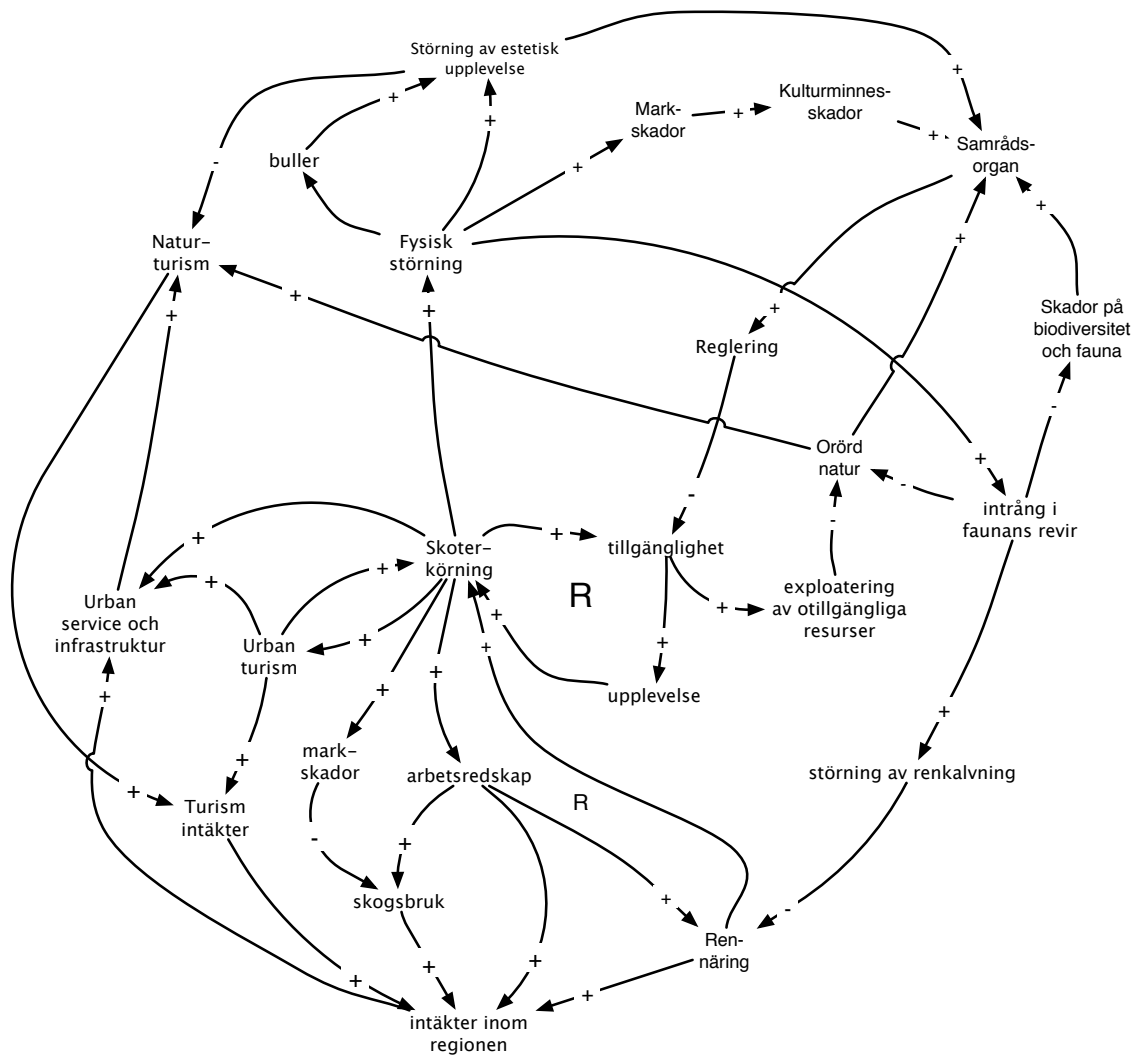 Störning av estetisk
upplevelse
+
+
+
Mark-
skador
+
Kulturminnes-
skador
+
Samråds-
organ
-
buller
+
+
Natur-
turism
Fysisk
störning
+
+
+
+
+
Skador på
biodiversitet
och fauna
Reglering
-
Orörd
natur
+
-
-
intrång i
faunans revir
-
+
Skoter-
körning
+
tillgänglighet
-
+
+
R
exploatering
av otillgängliga
resurser
+
Urban
service och
infrastruktur
Urban
turism
+
+
+
+
+
+
upplevelse
+
+
+
mark-
skador
arbetsredskap
störning av renkalvning
+
Turism
intäkter
R
-
+
+
skogsbruk
-
Ren-
näring
+
+
+
+
intäkter inom
regionen